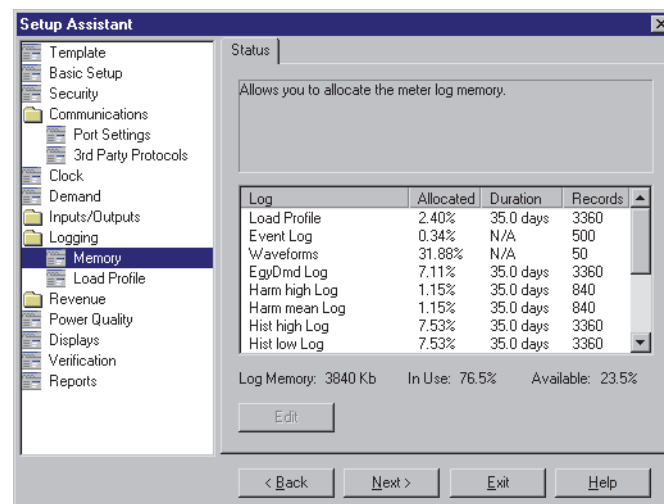 Setup Assistant
Template
Basic Setup
Security
Communications
Port Settings
3rd Party Protocols
Clock
Demand
Inputs/Outputs
Logging
Memory
Load Profile
Revenue
Power Quality
Displays
Verification
Reports
Status
Allows you to allocate the meter log memory.
Log Allocated Duration Records
Load Profile 2.40% 35.0 days 3360
Event Log 0.34% N/A 500
Waveforms 31.88% N/A 50
EgyDmd Log 7.11% 35.0 days 3360
Harm high Log 1.15% 35.0 days 840
Harm mean Log 1.15% 35.0 days 840
Hist high Log 7.53% 35.0 days 3360
Hist low Log 7.53% 35.0 days 3360
Log Memory: 3840 Kb In Use: 76.5% Available: 23.5%
Edit
< Back Next > Exit Help